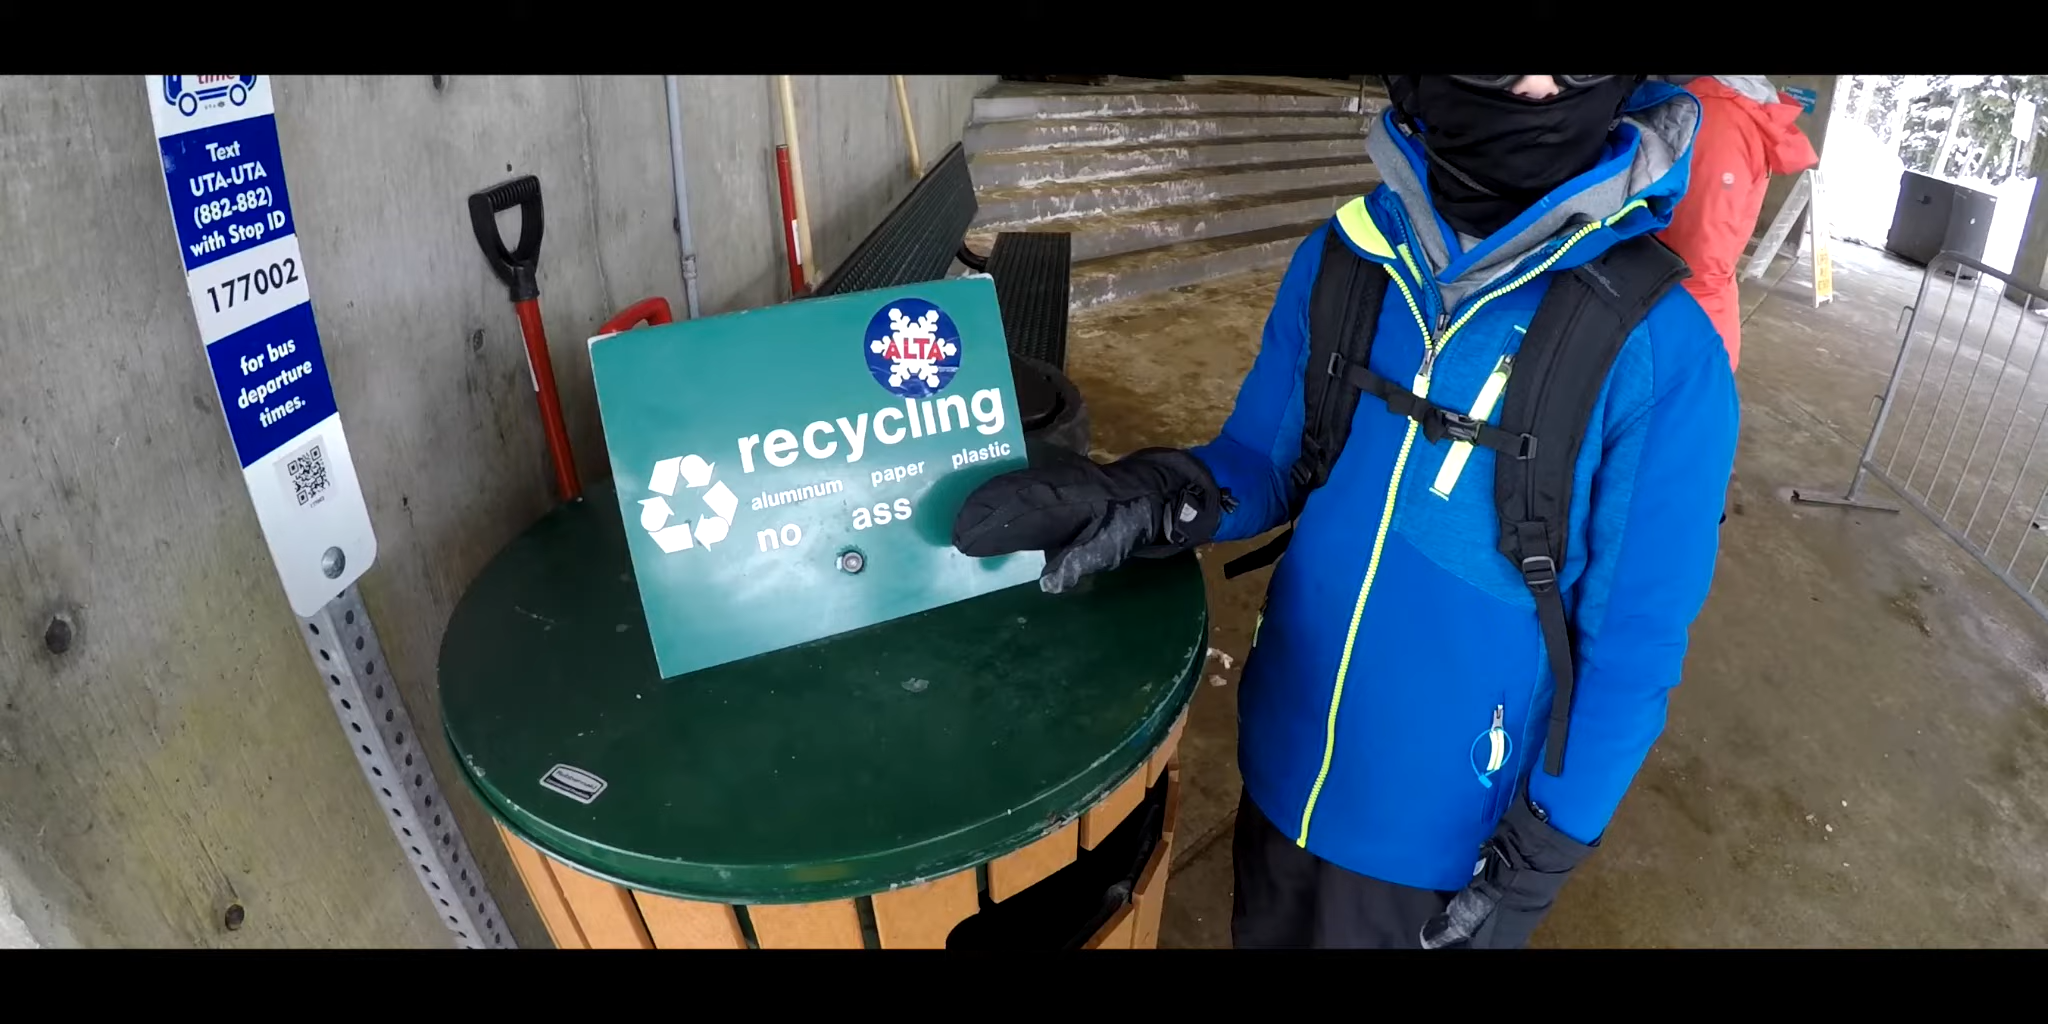 time
Text
UTA-UTA
(882-882)
with Stop ID
177002
for bus
departure
times.
ALTA
recycling
aluminum paper plastic
no ass